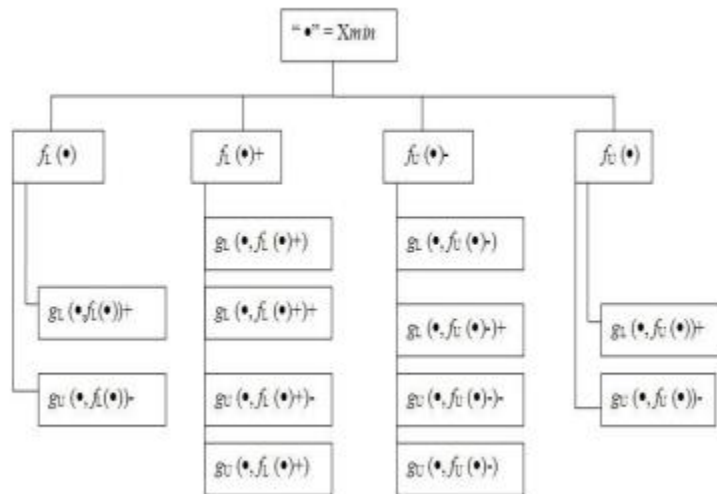 “ •” = Xmin
fL (•)
fL (•)+
fU (•)-
fU (•)
gL (•,fL(•))+
gU (•,fL(•))-
gL (•,fL (•)+)
gL (•,fL (•)+)+
gU (•,fL (•)+)-
gU (•,fL (•)+)
gL (•,fU (•)-)
gL (•,fU (•)-)+
gU (•,fU (•)-)-
gU (•,fU (•)-)
gL (•,fU (•))+
gU (•,fU (•))-